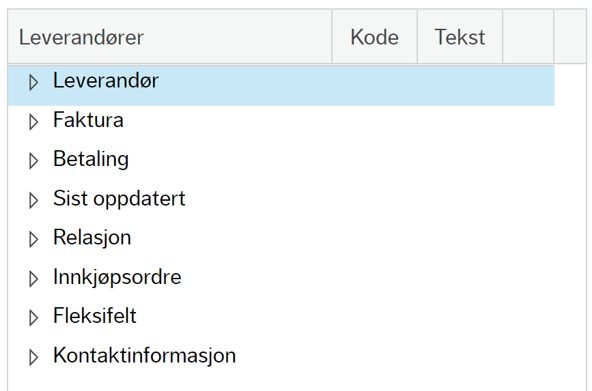 Leverandører Kode Tekst
Leverandør
Faktura
Betaling
Sist oppdatert
Relasjon
Innkjøpsordre
Fleksifelt
Kontaktinformasjon